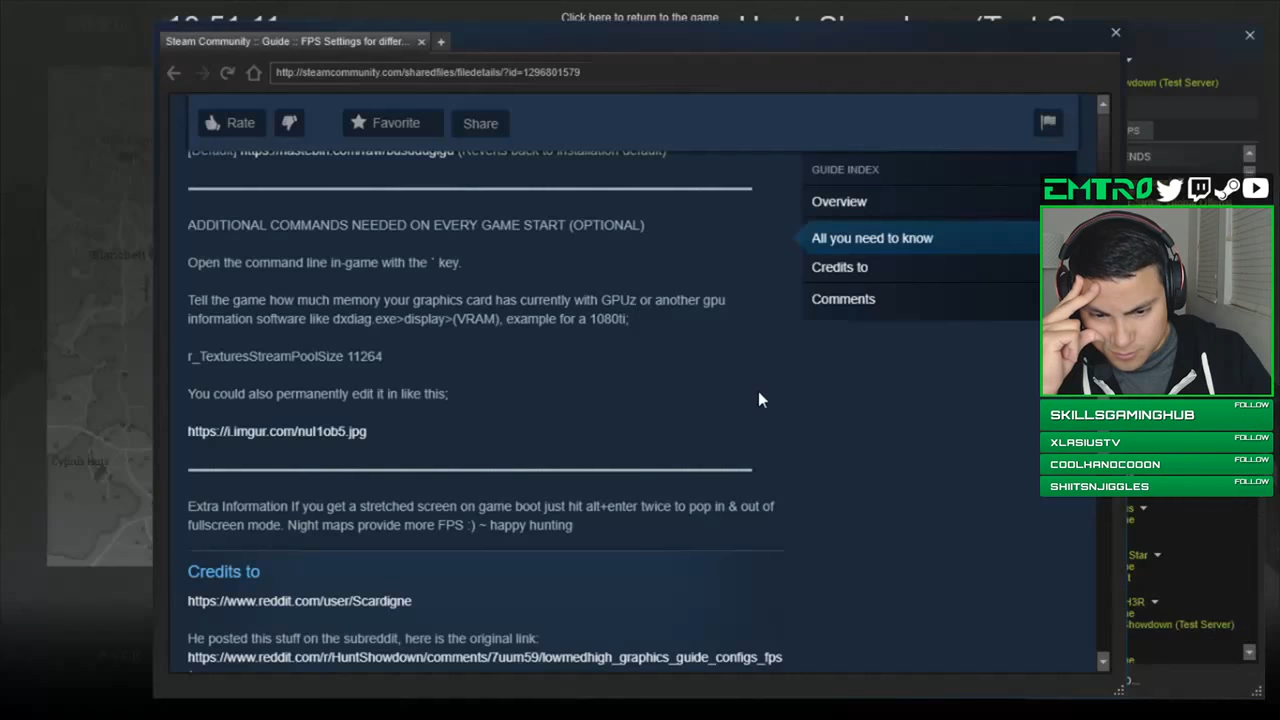 Click here to return to the game
Steam Community :: Guide :: FPS Settings for differ...
http://steamcommunity.com/sharedfiles/filedetails/?id=1296801579
Rate
Favorite
Share
(Reverts back to installation default)
ADDITIONAL COMMANDS NEEDED ON EVERY GAME START (OPTIONAL)
Open the command line in-game with the ` key.
Tell the game how much memory your graphics card has currently with GPUz or another gpu
information software like dxdiag.exe>display>(VRAM), example for a 1080ti;
r_TexturesStreamPoolSize 11264
You could also permanently edit it in like this;
https://i.imgur.com/nul1ob5.jpg
Extra Information If you get a stretched screen on game boot just hit alt+enter twice to pop in & out of
fullscreen mode. Night maps provide more FPS :) ~ happy hunting
Credits to
https://www.reddit.com/user/Scardigne
He posted this stuff on the subreddit, here is the original link:
https://www.reddit.com/r/HuntShowdown/comments/7uum59/lowmedhigh_graphics_guide_configs_fps
GUIDE INDEX
Overview
All you need to know
Credits to
Comments
(Test Server)
EMTRO
SKILLSGAMINGHUB FOLLOW
XLASIUSTV FOLLOW
COOLHANDCOOON FOLLOW
SHIITSNJIGGLES FOLLOW
Star
(Test Server)